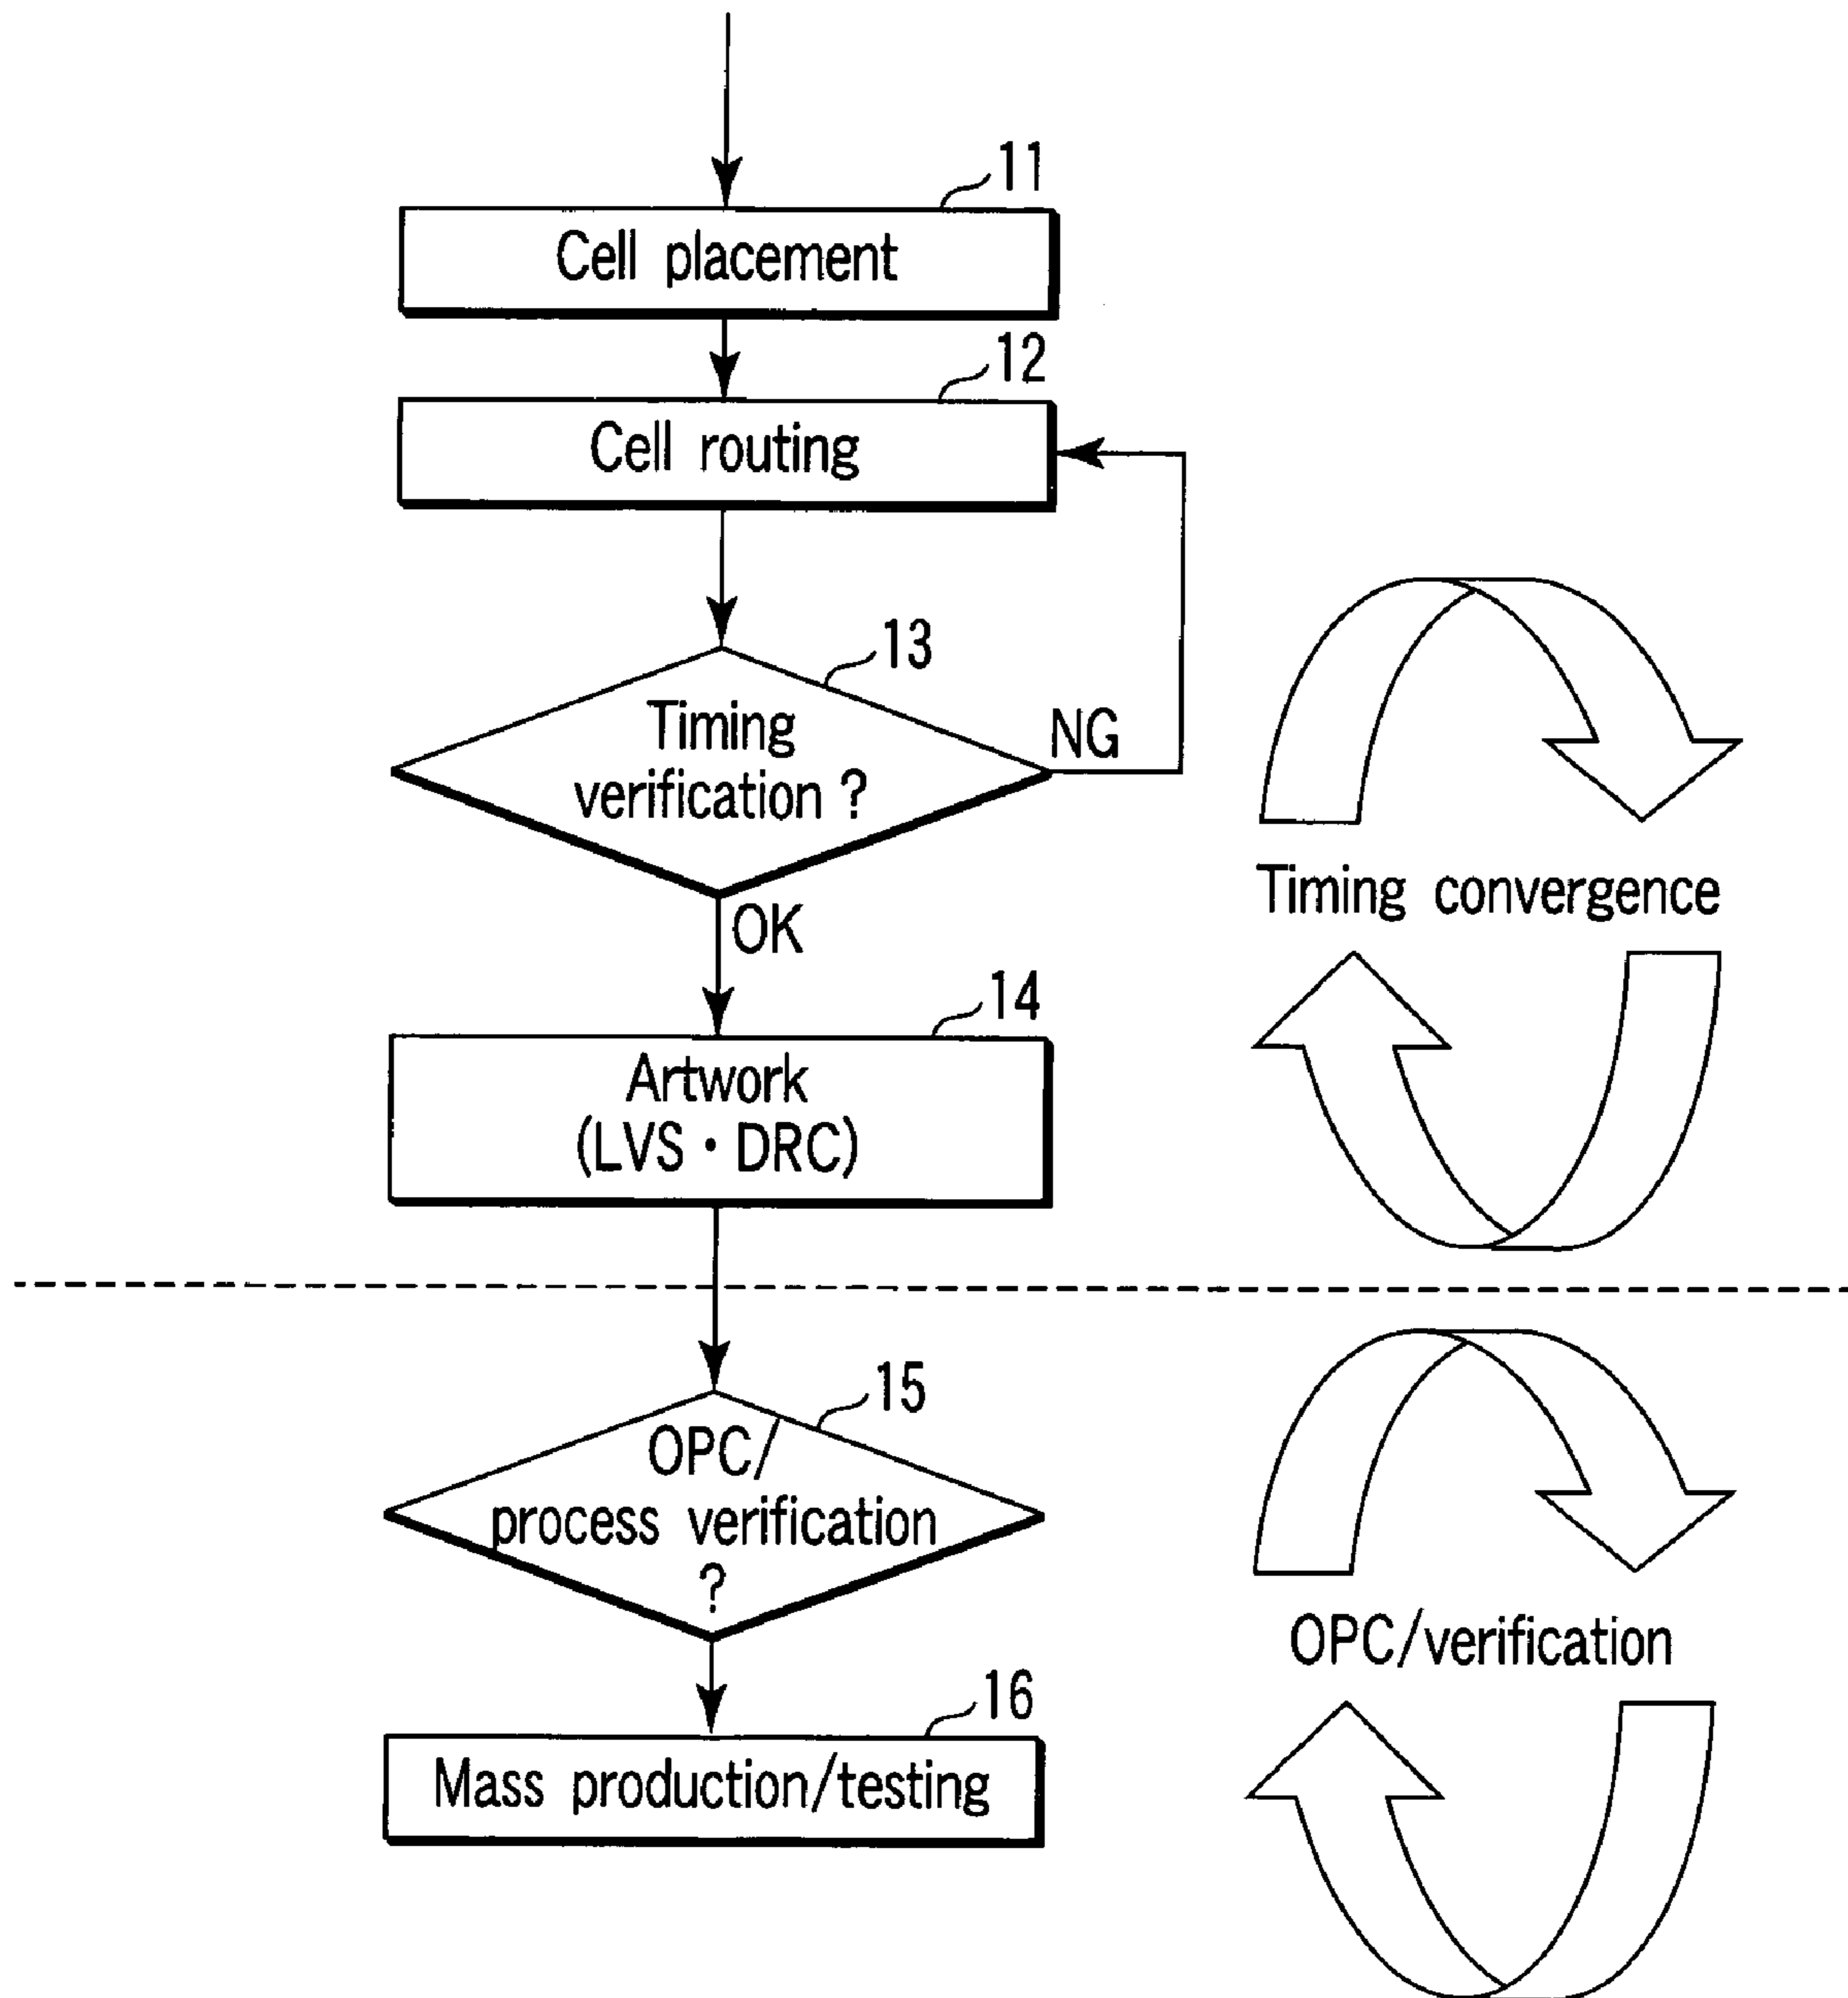 11
Cell placement
12
Cell routing
13
Timing
verification ?
NG
OK
Timing convergence
14
Artwork
(LVS・DRC)
15
OPC/
process verification
?
OPC/verification
16
Mass production/testing